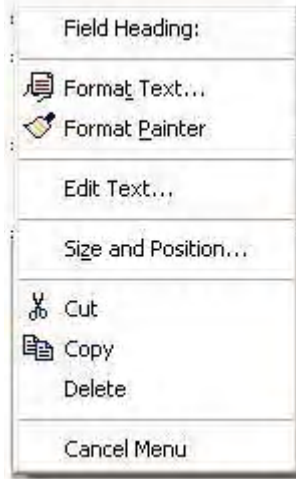 Field Heading:
Format Text...
Format Painter
Edit Text...
Size and Position...
Cut
Copy
Delete
Cancel Menu